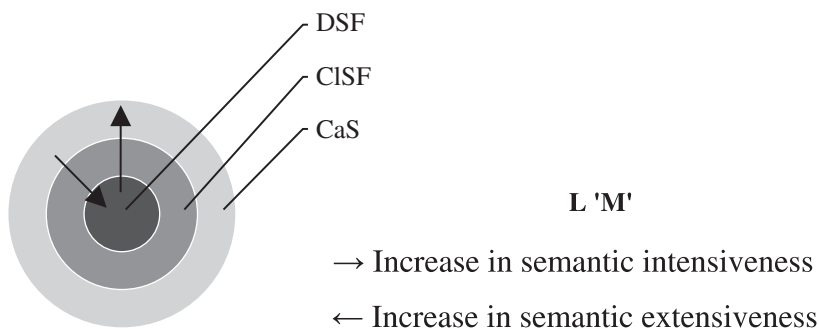 DSF
ClSF
CaS
L 'M'
→ Increase in semantic intensiveness
← Increase in semantic extensiveness